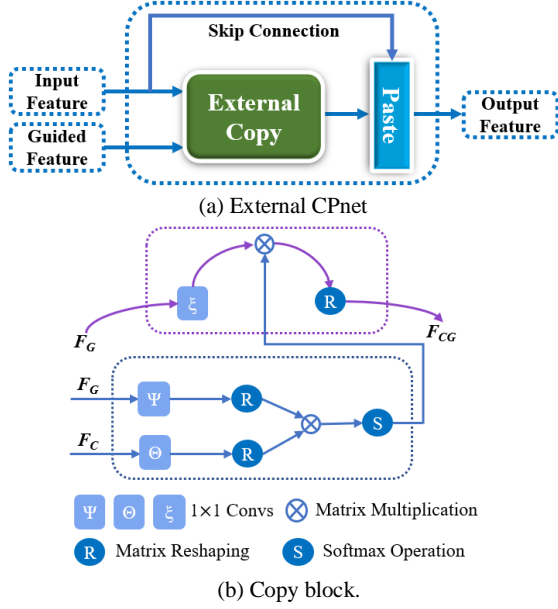 Skip Connection
Input
Feature
Guided
Feature
External
Copy
Paste
Output
Feature
(a) External CPnet
ξ
R
F_G
F_CG
F_G
Ψ
R
F_C
Θ
R
S
Ψ Θ ξ 1×1 Convs
Matrix Multiplication
R Matrix Reshaping
S Softmax Operation
(b) Copy block.